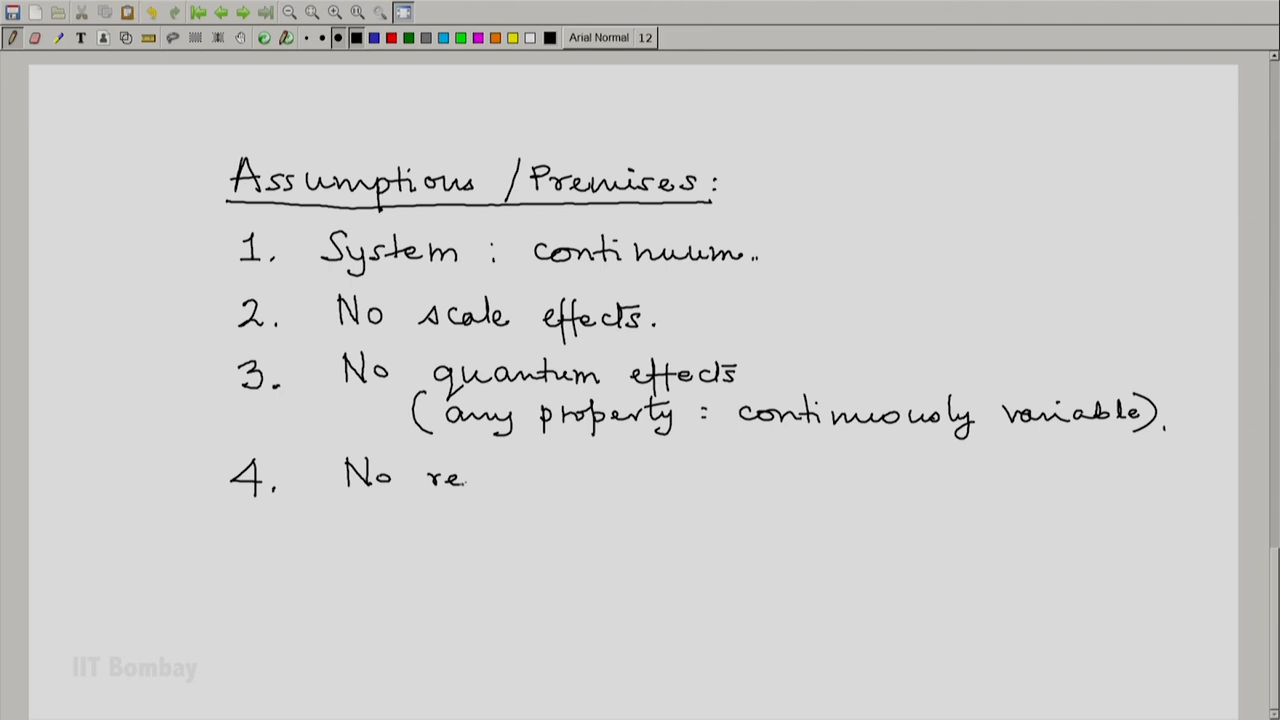 Arial Normal 12
Assumptions / Premises:
1. System : continuum..
2. No scale effects.
3. No quantum effects
(any property : continuously variable).
4. No re
IIT Bombay